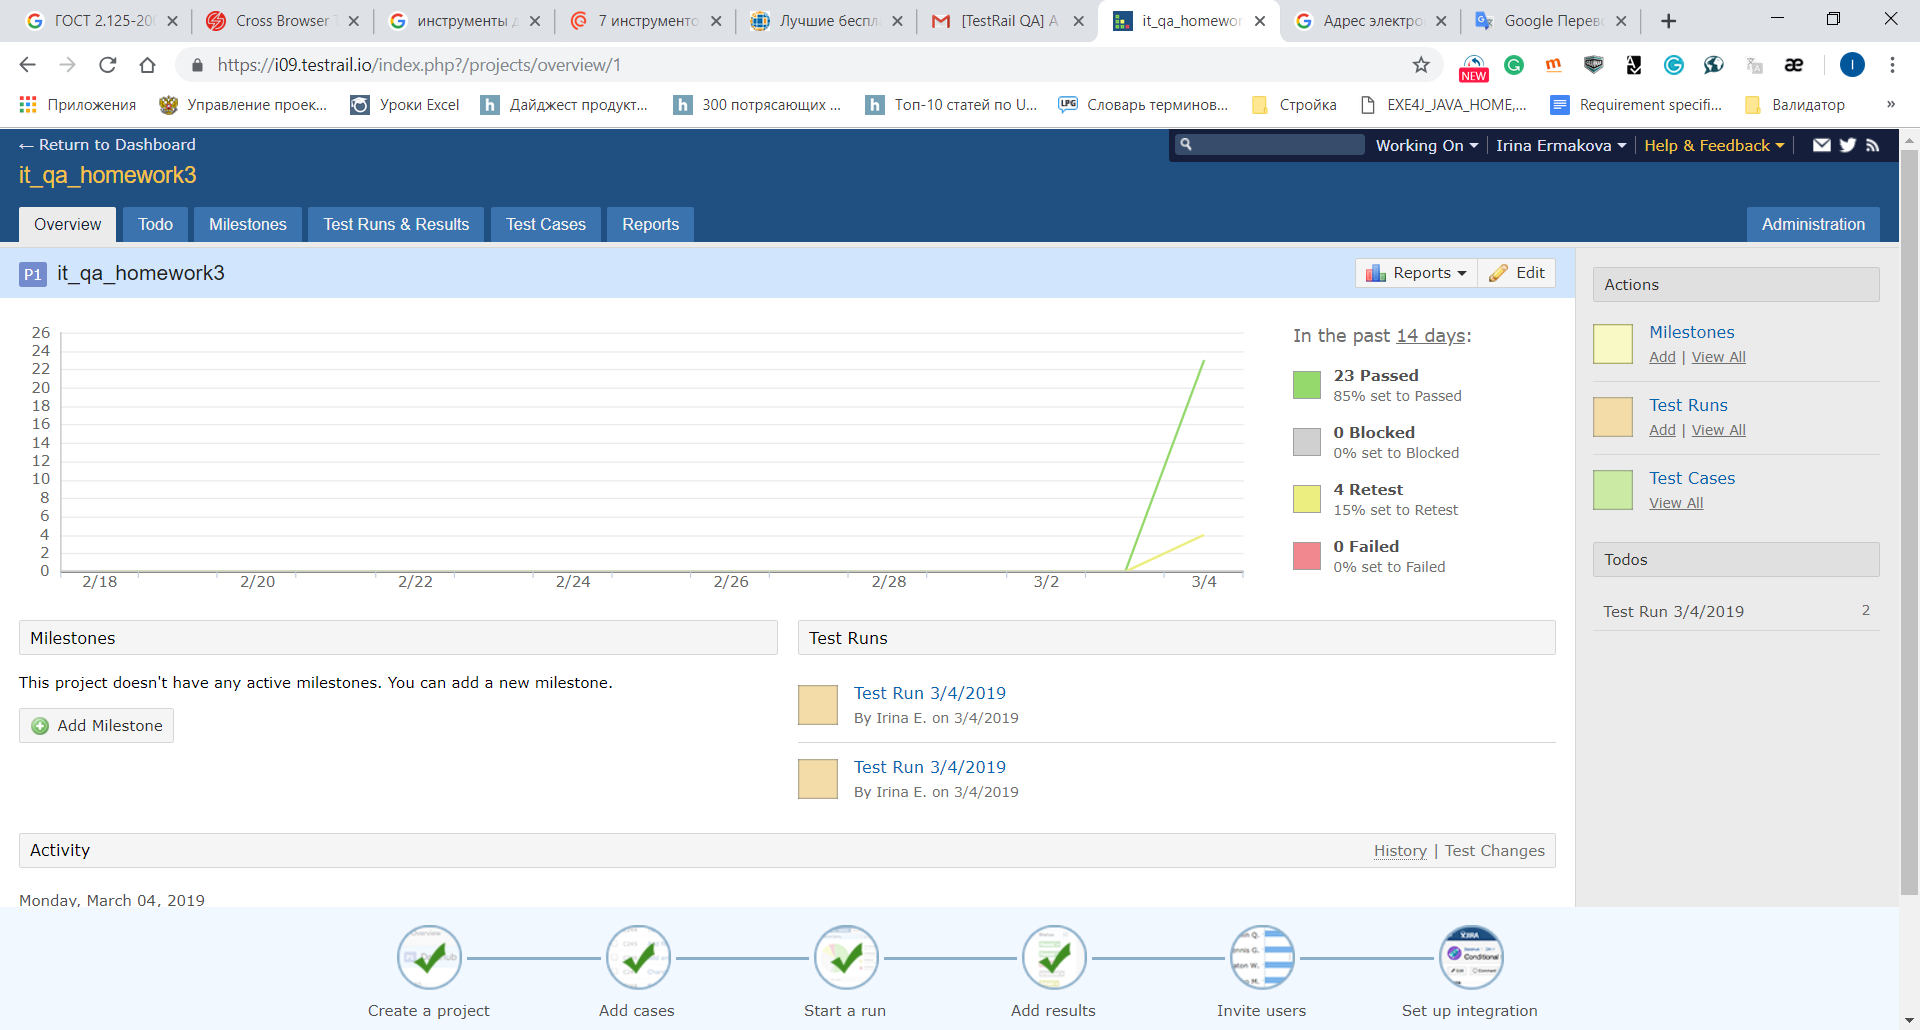 ГОСТ 2.125-200
Cross Browser T
инструменты д
7 инструменто
Лучшие беспл
[TestRail QA] A
it_qa_homewor
Адрес электро
Google Перев
https://i09.testrail.io/index.php?/projects/overview/1
NEW
I
Приложения
Управление проек...
Уроки Excel
Дайджест продукт...
300 потрясающих ...
Топ-10 статей по U...
Словарь терминов...
Стройка
EXE4J_JAVA_HOME,...
Requirement specifi...
Валидатор
»
← Return to Dashboard
Working On
Irina Ermakova
Help & Feedback
it_qa_homework3
Overview
Todo
Milestones
Test Runs & Results
Test Cases
Reports
Administration
P1 it_qa_homework3
Reports
Edit
26
24
22
20
18
16
14
12
10
8
6
4
2
0
2/18 2/20 2/22 2/24 2/26 2/28 3/2 3/4
In the past 14 days:
23 Passed
85% set to Passed
0 Blocked
0% set to Blocked
4 Retest
15% set to Retest
0 Failed
0% set to Failed
Actions
Milestones
Add | View All
Test Runs
Add | View All
Test Cases
View All
Todos
Test Run 3/4/2019 2
Milestones
This project doesn't have any active milestones. You can add a new milestone.
Add Milestone
Test Runs
Test Run 3/4/2019
By Irina E. on 3/4/2019
Test Run 3/4/2019
By Irina E. on 3/4/2019
Activity
History | Test Changes
Monday, March 04, 2019
Create a project
Add cases
Start a run
Add results
Invite users
Set up integration